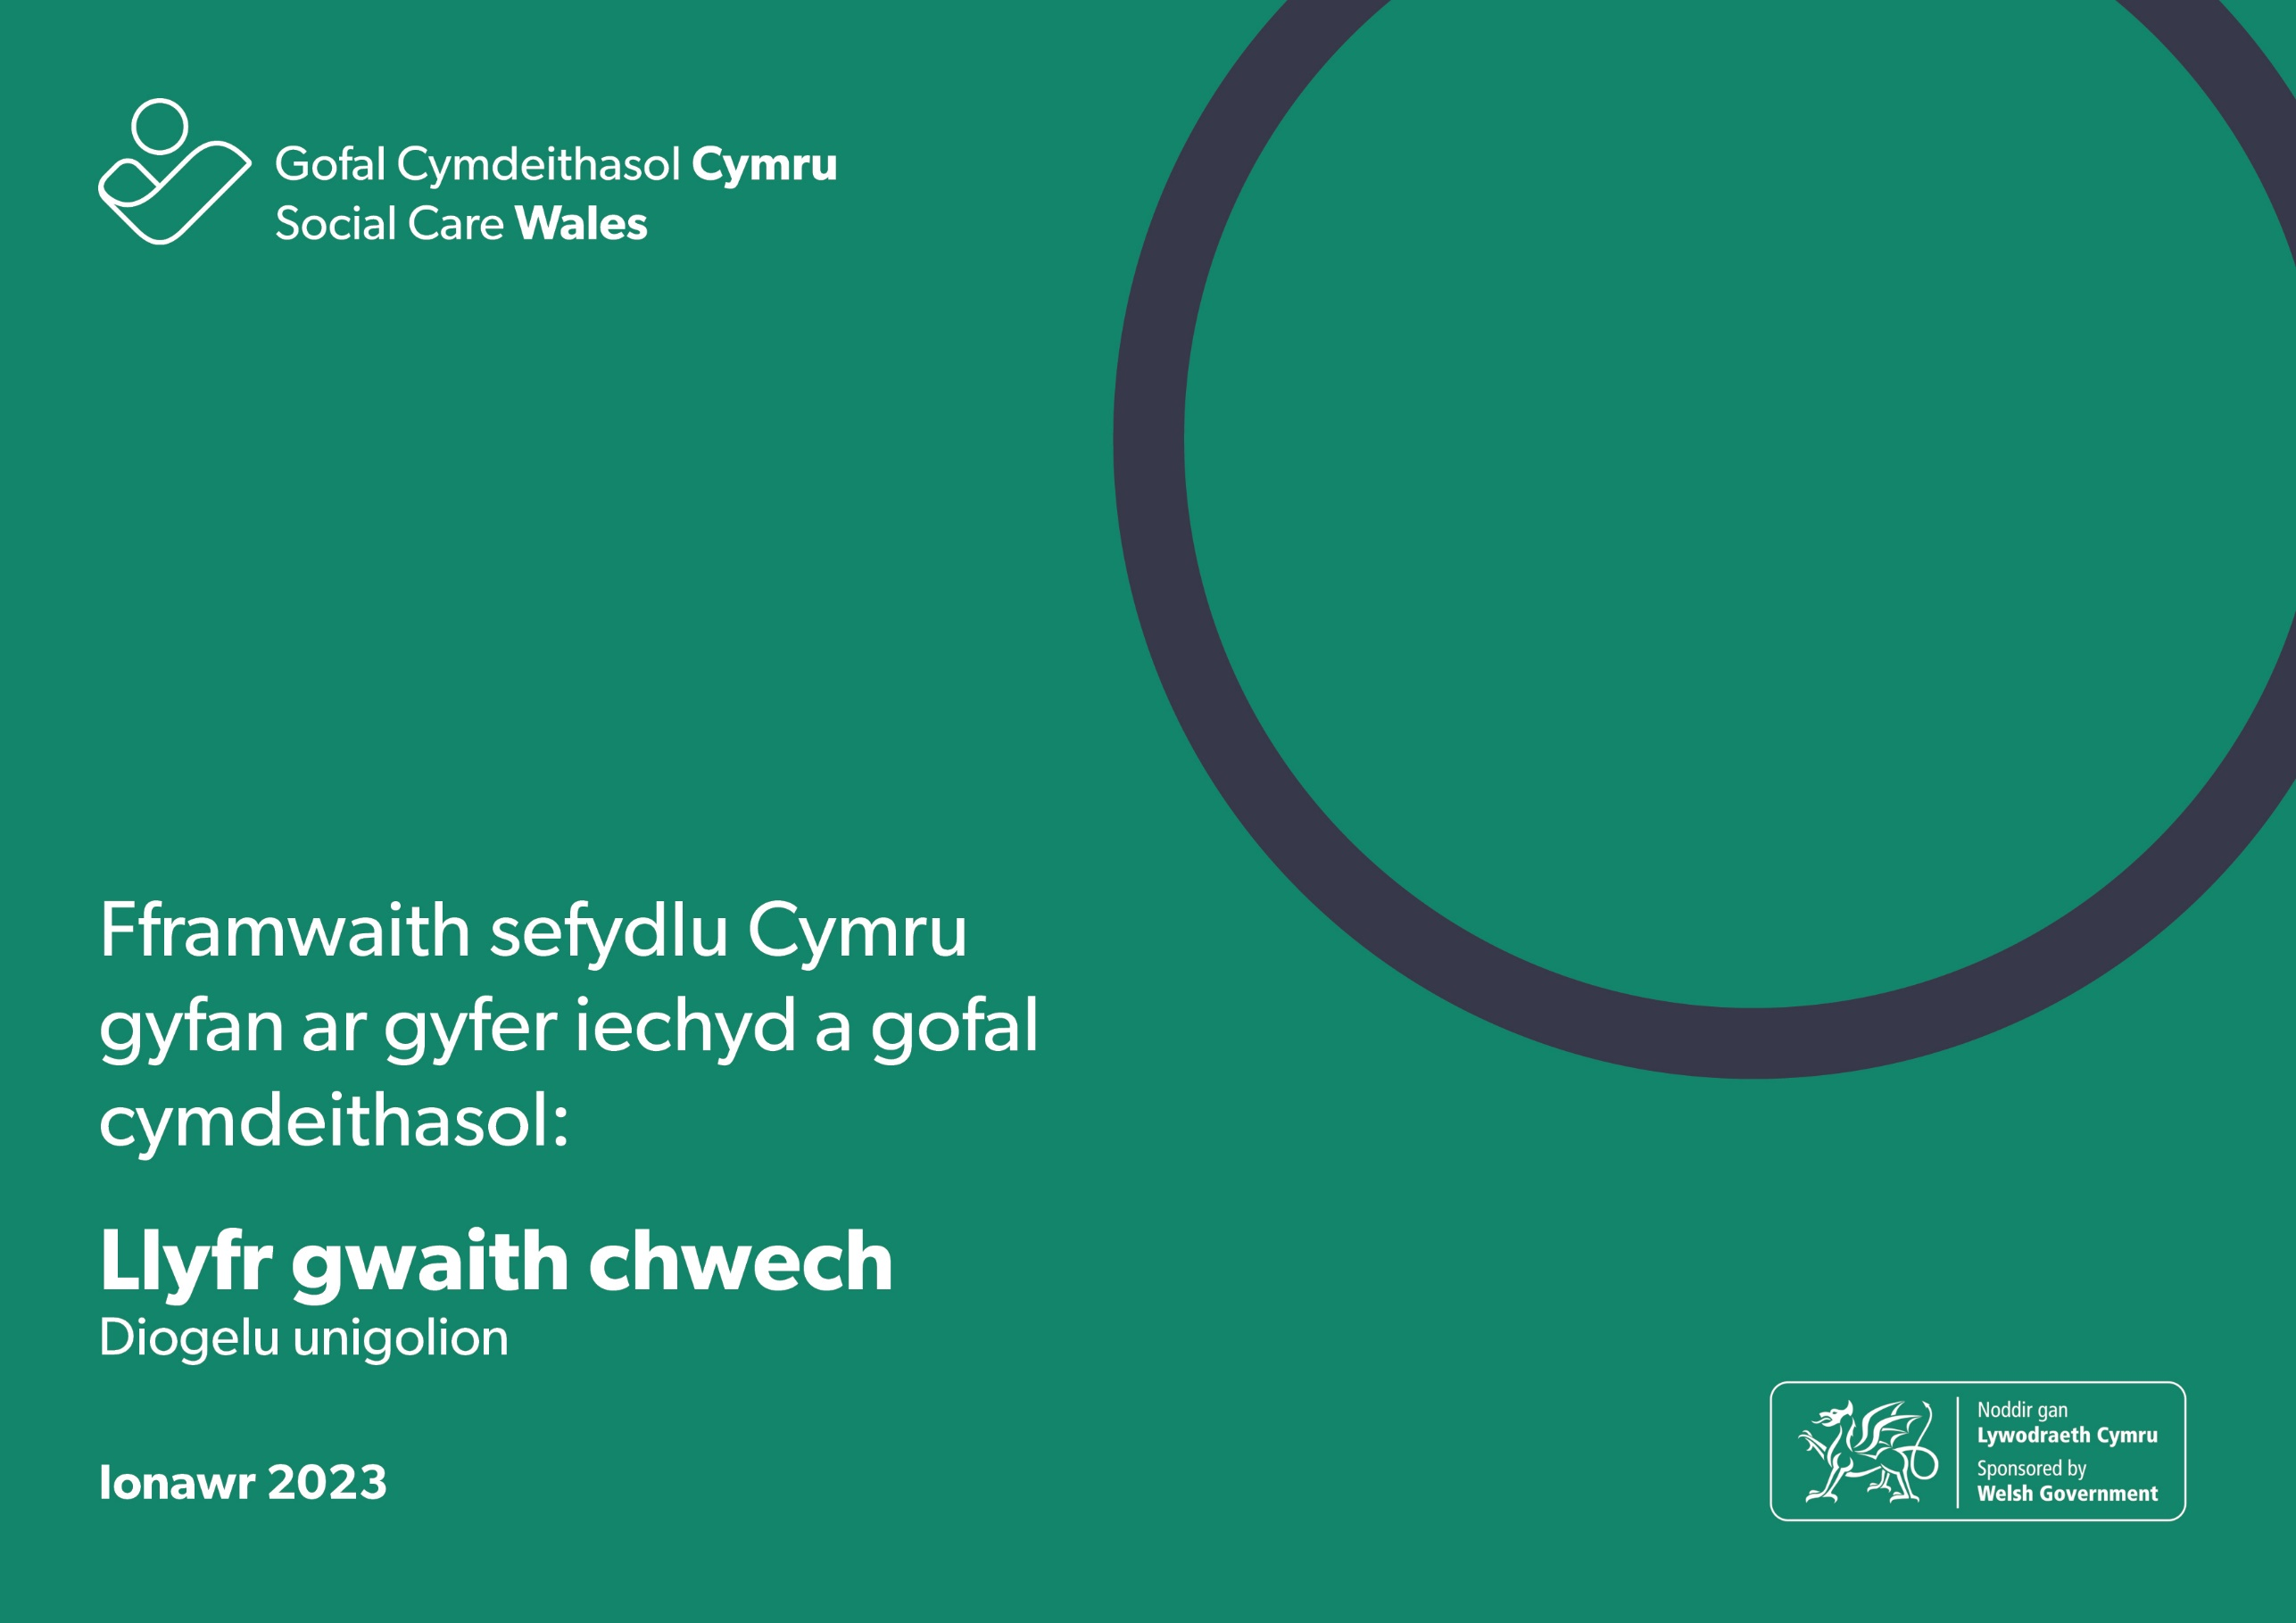 Gofal Cymdeithasol Cymru
Social Care Wales
Fframwaith sefydlu Cymru
gyfan ar gyfer iechyd a gofal
cymdeithasol:
Llyfr gwaith chwech
Diogelu unigolion
Ionawr 2023
Noddir gan
Lywodraeth Cymru
Sponsored by
Welsh Government